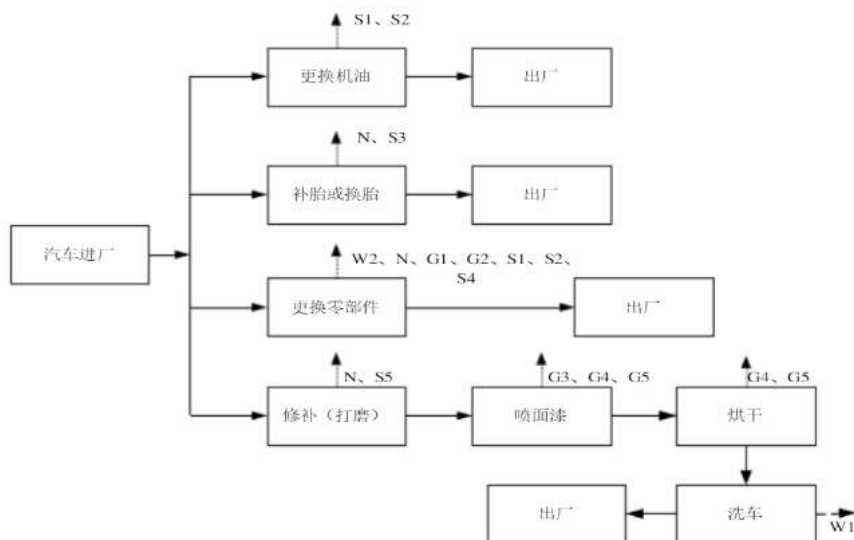 S1、S2
更换机油
出厂
N、S3
补胎或换胎
出厂
汽车进厂
W2、N、G1、G2、S1、S2、
S4
更换零部件
出厂
N、S5
G3、G4、G5
G4、G5
修补（打磨）
喷面漆
烘干
出厂
洗车
W1